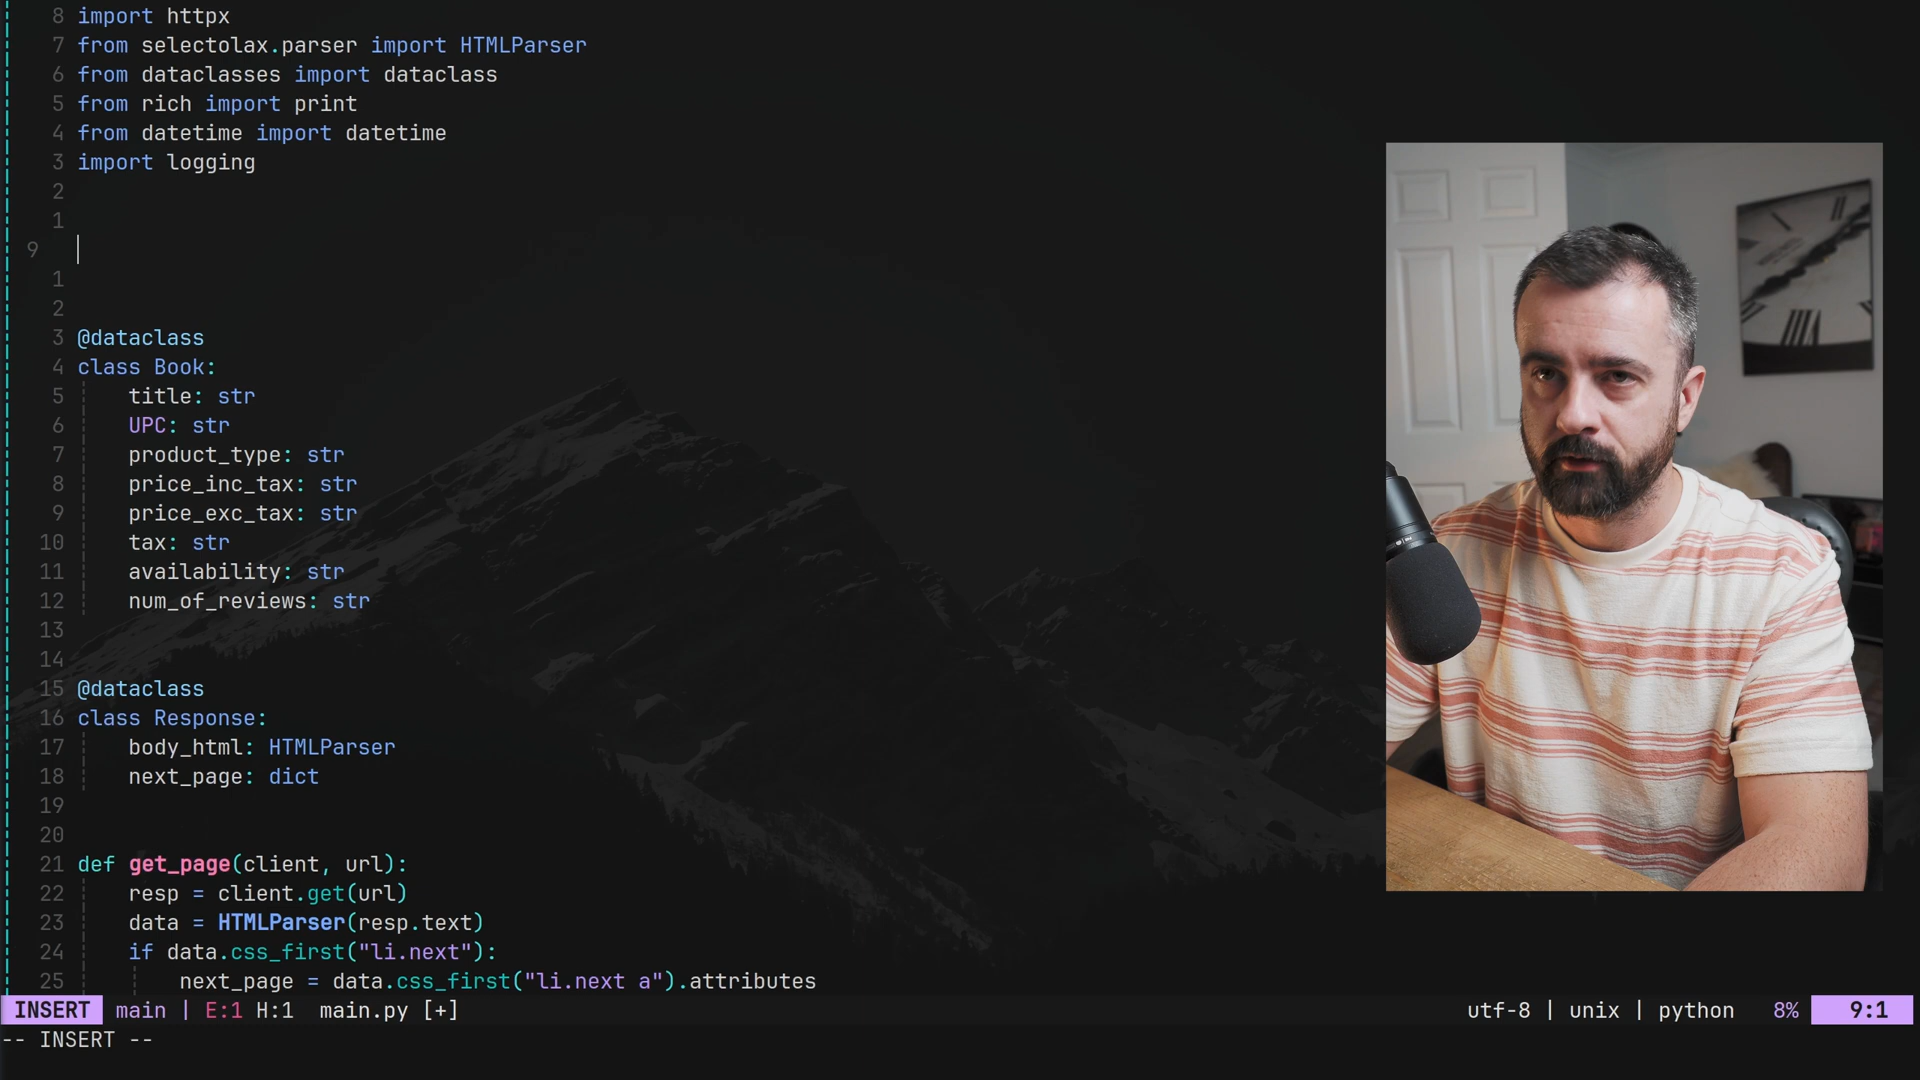 8 import httpx
7 from selectolax.parser import HTMLParser
6 from dataclasses import dataclass
5 from rich import print
4 from datetime import datetime
3 import logging
2
1
9
1
2
3 @dataclass
4 class Book:
5     title: str
6     UPC: str
7     product_type: str
8     price_inc_tax: str
9     price_exc_tax: str
10     tax: str
11     availability: str
12     num_of_reviews: str
13
14
15 @dataclass
16 class Response:
17     body_html: HTMLParser
18     next_page: dict
19
20
21 def get_page(client, url):
22     resp = client.get(url)
23     data = HTMLParser(resp.text)
24     if data.css_first("li.next"):
25         next_page = data.css_first("li.next a").attributes
INSERT main | E:1 H:1 main.py [+] utf-8 | unix | python 8% 9:1
-- INSERT --